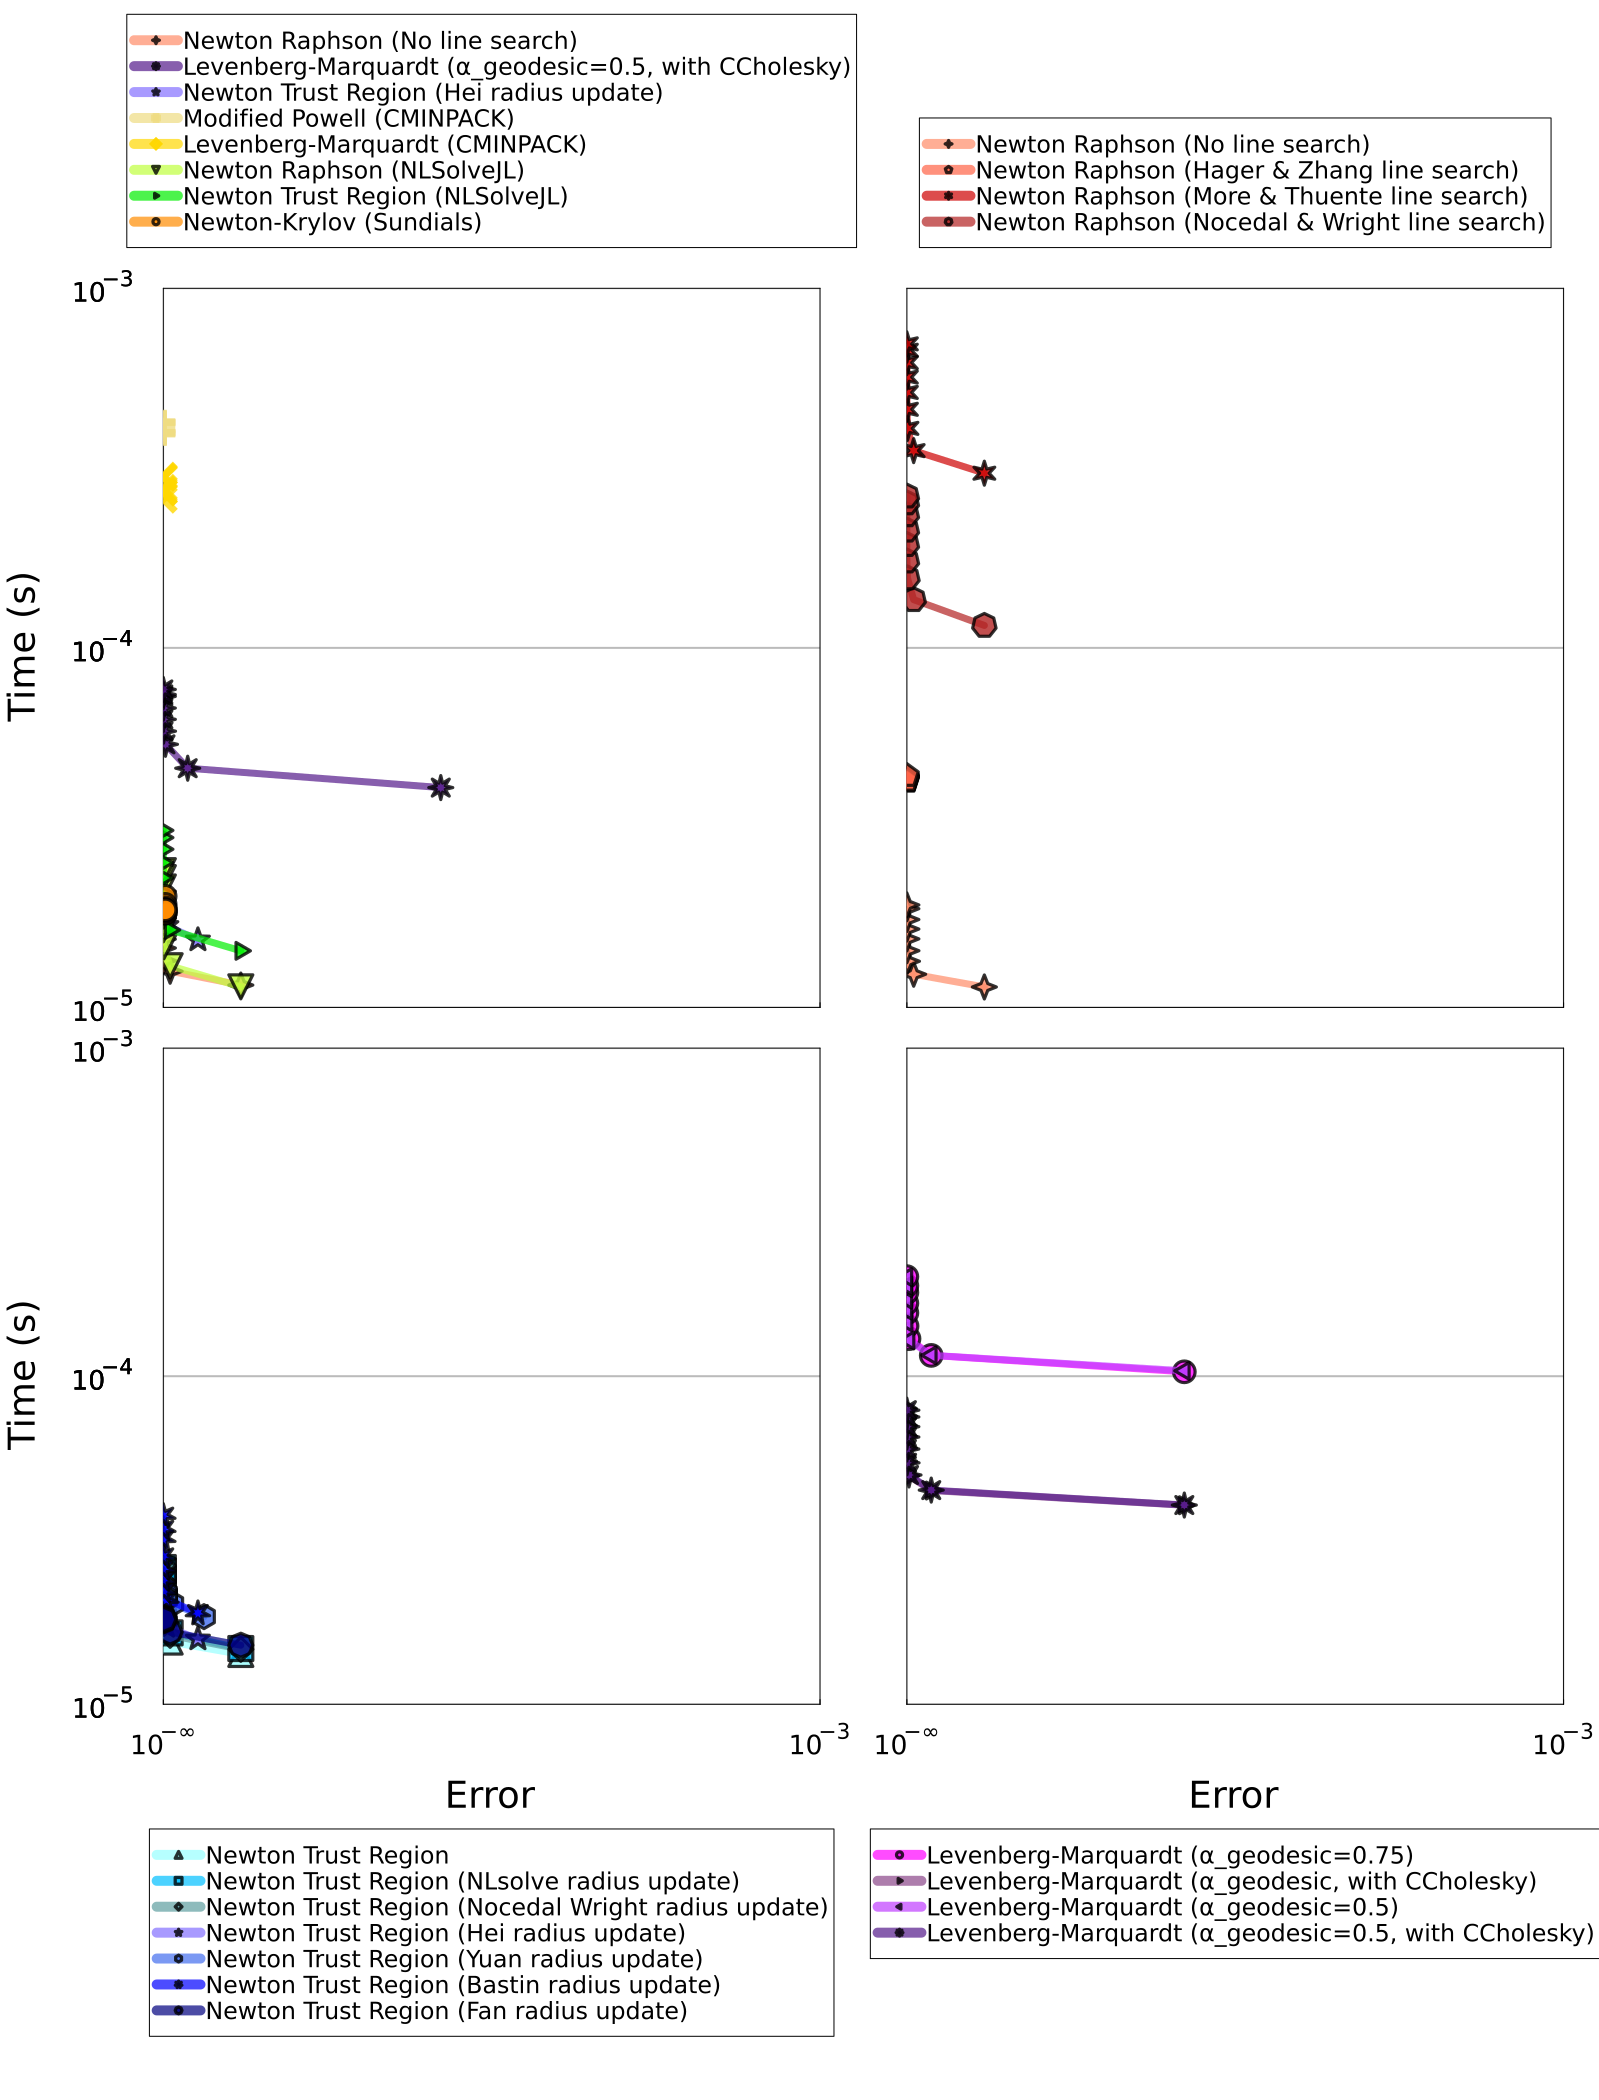 Newton Raphson (No line search)
Levenberg-Marquardt (α_geodesic=0.5, with CCholesky)
Newton Trust Region (Hei radius update)
Modified Powell (CMINPACK)
Levenberg-Marquardt (CMINPACK)
Newton Raphson (NLSolveJL)
Newton Trust Region (NLSolveJL)
Newton-Krylov (Sundials)
Newton Raphson (No line search)
Newton Raphson (Hager & Zhang line search)
Newton Raphson (More & Thuente line search)
Newton Raphson (Nocedal & Wright line search)
10⁻³
10⁻⁴
10⁻⁵
Time (s)
10⁻³
10⁻⁴
10⁻⁵
Time (s)
10⁻∞
10⁻³
10⁻∞
10⁻³
Error
Error
Newton Trust Region
Newton Trust Region (NLsolve radius update)
Newton Trust Region (Nocedal Wright radius update)
Newton Trust Region (Hei radius update)
Newton Trust Region (Yuan radius update)
Newton Trust Region (Bastin radius update)
Newton Trust Region (Fan radius update)
Levenberg-Marquardt (α_geodesic=0.75)
Levenberg-Marquardt (α_geodesic, with CCholesky)
Levenberg-Marquardt (α_geodesic=0.5)
Levenberg-Marquardt (α_geodesic=0.5, with CCholesky)